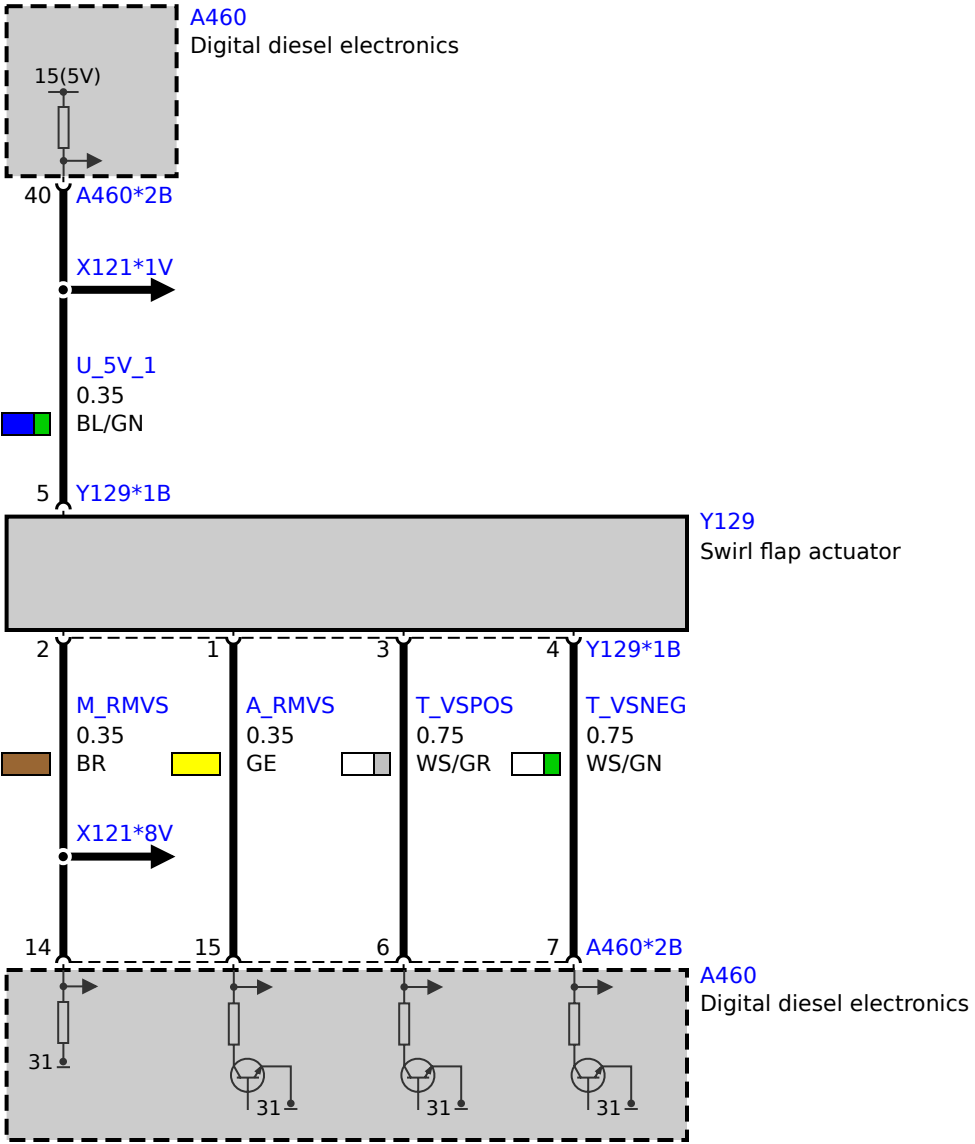 A460
Digital diesel electronics
15(5V)
40 A460*2B
X121*1V
U_5V_1
0.35
BL/GN
5 Y129*1B
Y129
Swirl flap actuator
2 1 3 4 Y129*1B
M_RMVS A_RMVS T_VSPOS T_VSNEG
0.35 0.35 0.75 0.75
BR GE WS/GR WS/GN
X121*8V
14 15 6 7 A460*2B
A460
Digital diesel electronics
31
31 31 31